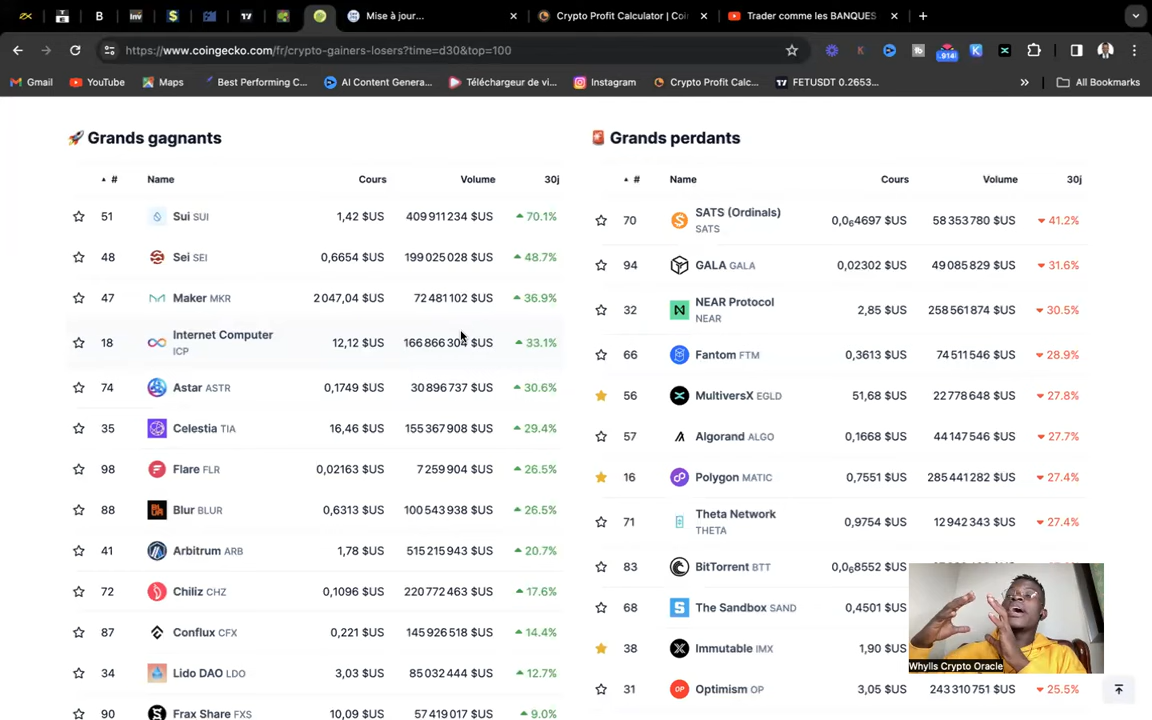 Mise à jour...
Crypto Profit Calculator | Coi
Trader comme les BANQUES
https://www.coingecko.com/fr/crypto-gainers-losers?time=d30&top=100
.914
Gmail
YouTube
Maps
Best Performing C...
AI Content Genera...
Téléchargeur de vi...
Instagram
Crypto Profit Calc...
FETUSDT 0.2653...
All Bookmarks
Grands gagnants
# Name Cours Volume 30j
51 Sui SUI 1,42 $US 409 911 234 $US 70.1%
48 Sei SEI 0,6654 $US 199 025 028 $US 48.7%
47 Maker MKR 2 047,04 $US 72 481 102 $US 36.9%
18 Internet Computer ICP 12,12 $US 166 866 304 $US 33.1%
74 Astar ASTR 0,1749 $US 30 896 737 $US 30.6%
35 Celestia TIA 16,46 $US 155 367 908 $US 29.4%
98 Flare FLR 0,02163 $US 7 259 904 $US 26.5%
88 Blur BLUR 0,6313 $US 100 543 938 $US 26.5%
41 Arbitrum ARB 1,78 $US 515 215 943 $US 20.7%
72 Chiliz CHZ 0,1096 $US 220 772 463 $US 17.6%
87 Conflux CFX 0,221 $US 145 926 518 $US 14.4%
34 Lido DAO LDO 3,03 $US 85 032 444 $US 12.7%
90 Frax Share FXS 10,09 $US 57 419 017 $US 9.0%
Grands perdants
# Name Cours Volume 30j
70 SATS (Ordinals) SATS 0,0₆4697 $US 58 353 780 $US 41.2%
94 GALA GALA 0,02302 $US 49 085 829 $US 31.6%
32 NEAR Protocol NEAR 2,85 $US 258 561 874 $US 30.5%
66 Fantom FTM 0,3613 $US 74 511 546 $US 28.9%
56 MultiversX EGLD 51,68 $US 22 778 648 $US 27.8%
57 Algorand ALGO 0,1668 $US 44 147 546 $US 27.7%
16 Polygon MATIC 0,7551 $US 285 441 282 $US 27.4%
71 Theta Network THETA 0,9754 $US 12 942 343 $US 27.4%
83 BitTorrent BTT 0,0₆8552 $US
68 The Sandbox SAND 0,4501
38 Immutable IMX 1,90
31 Optimism OP 3,05 $US 243 310 751 $US 25.5%
Whylls Crypto Oracle